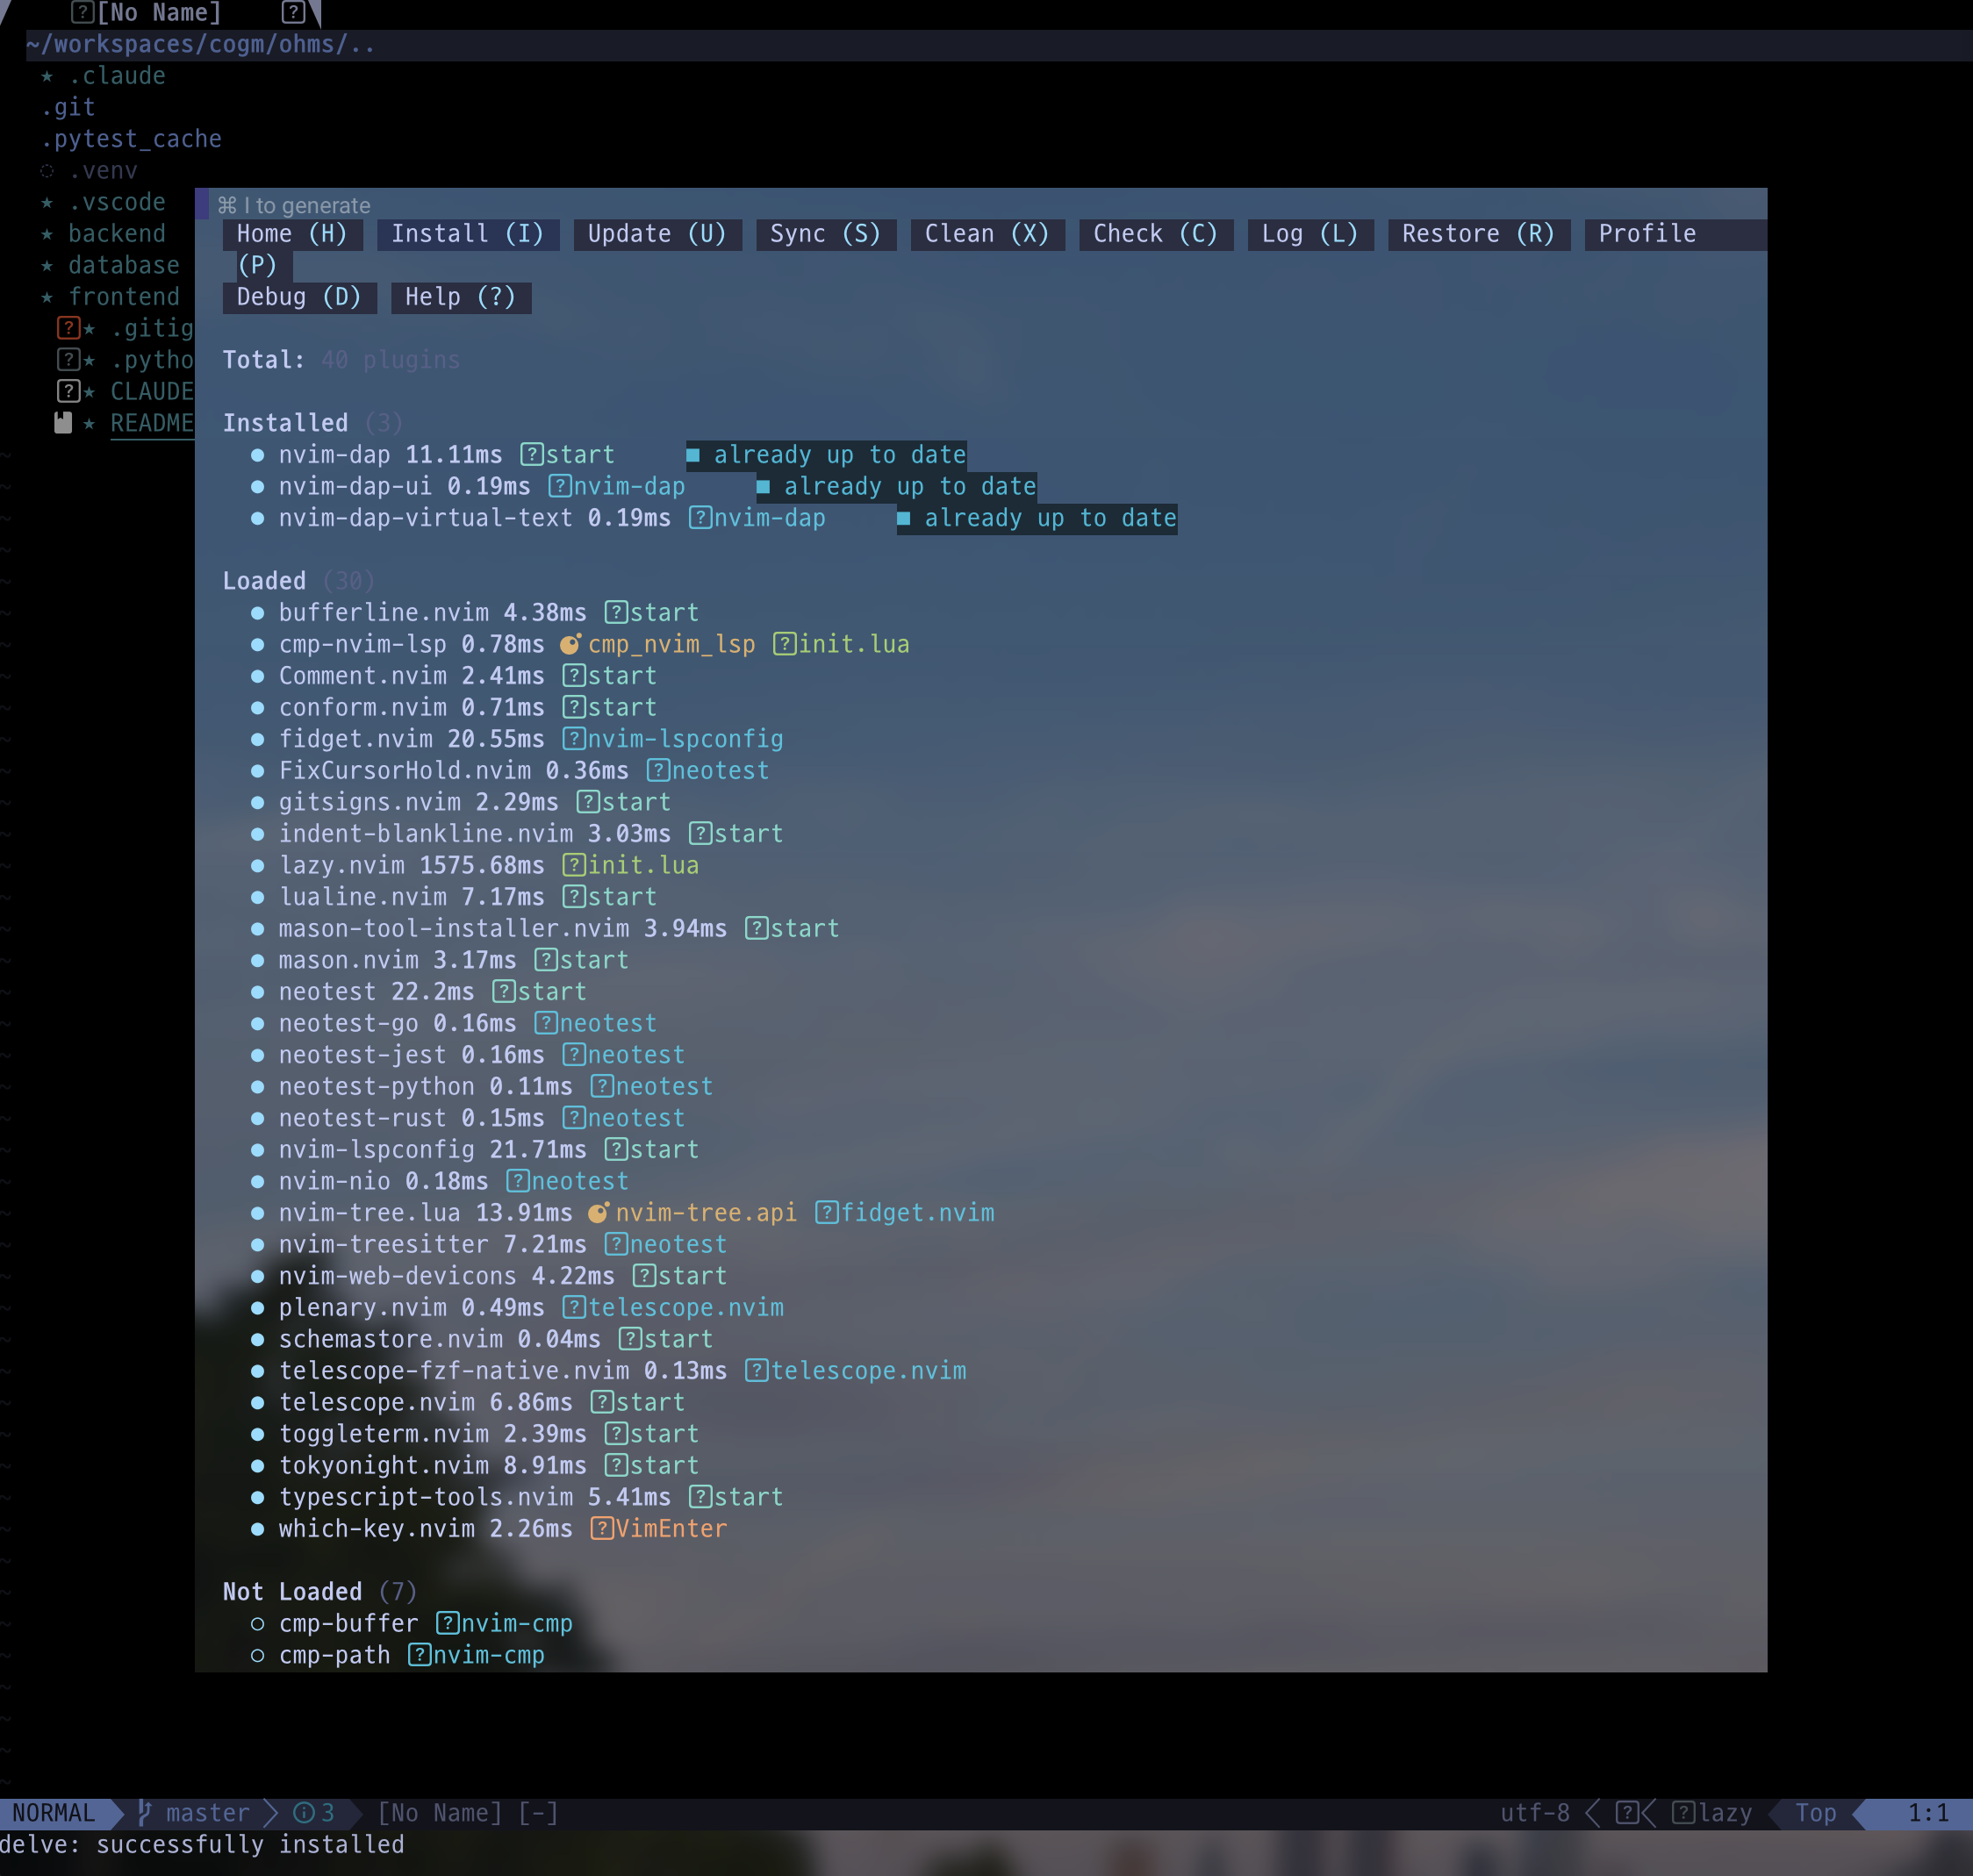 [No Name]
~/workspaces/cogm/ohms/..
★ .claude
.git
.pytest_cache
◌ .venv
★ .vscode
★ backend
★ database
★ frontend
★ .gitig
★ .pytho
★ CLAUDE
★ README
⌘ I to generate
Home (H) Install (I) Update (U) Sync (S) Clean (X) Check (C) Log (L) Restore (R) Profile
(P)
Debug (D) Help (?)
Total: 40 plugins
Installed (3)
● nvim-dap 11.11ms start ■ already up to date
● nvim-dap-ui 0.19ms nvim-dap ■ already up to date
● nvim-dap-virtual-text 0.19ms nvim-dap ■ already up to date
Loaded (30)
● bufferline.nvim 4.38ms start
● cmp-nvim-lsp 0.78ms cmp_nvim_lsp init.lua
● Comment.nvim 2.41ms start
● conform.nvim 0.71ms start
● fidget.nvim 20.55ms nvim-lspconfig
● FixCursorHold.nvim 0.36ms neotest
● gitsigns.nvim 2.29ms start
● indent-blankline.nvim 3.03ms start
● lazy.nvim 1575.68ms init.lua
● lualine.nvim 7.17ms start
● mason-tool-installer.nvim 3.94ms start
● mason.nvim 3.17ms start
● neotest 22.2ms start
● neotest-go 0.16ms neotest
● neotest-jest 0.16ms neotest
● neotest-python 0.11ms neotest
● neotest-rust 0.15ms neotest
● nvim-lspconfig 21.71ms start
● nvim-nio 0.18ms neotest
● nvim-tree.lua 13.91ms nvim-tree.api fidget.nvim
● nvim-treesitter 7.21ms neotest
● nvim-web-devicons 4.22ms start
● plenary.nvim 0.49ms telescope.nvim
● schemastore.nvim 0.04ms start
● telescope-fzf-native.nvim 0.13ms telescope.nvim
● telescope.nvim 6.86ms start
● toggleterm.nvim 2.39ms start
● tokyonight.nvim 8.91ms start
● typescript-tools.nvim 5.41ms start
● which-key.nvim 2.26ms VimEnter
Not Loaded (7)
○ cmp-buffer nvim-cmp
○ cmp-path nvim-cmp
NORMAL master 3 [No Name] [-] utf-8 lazy Top 1:1
delve: successfully installed